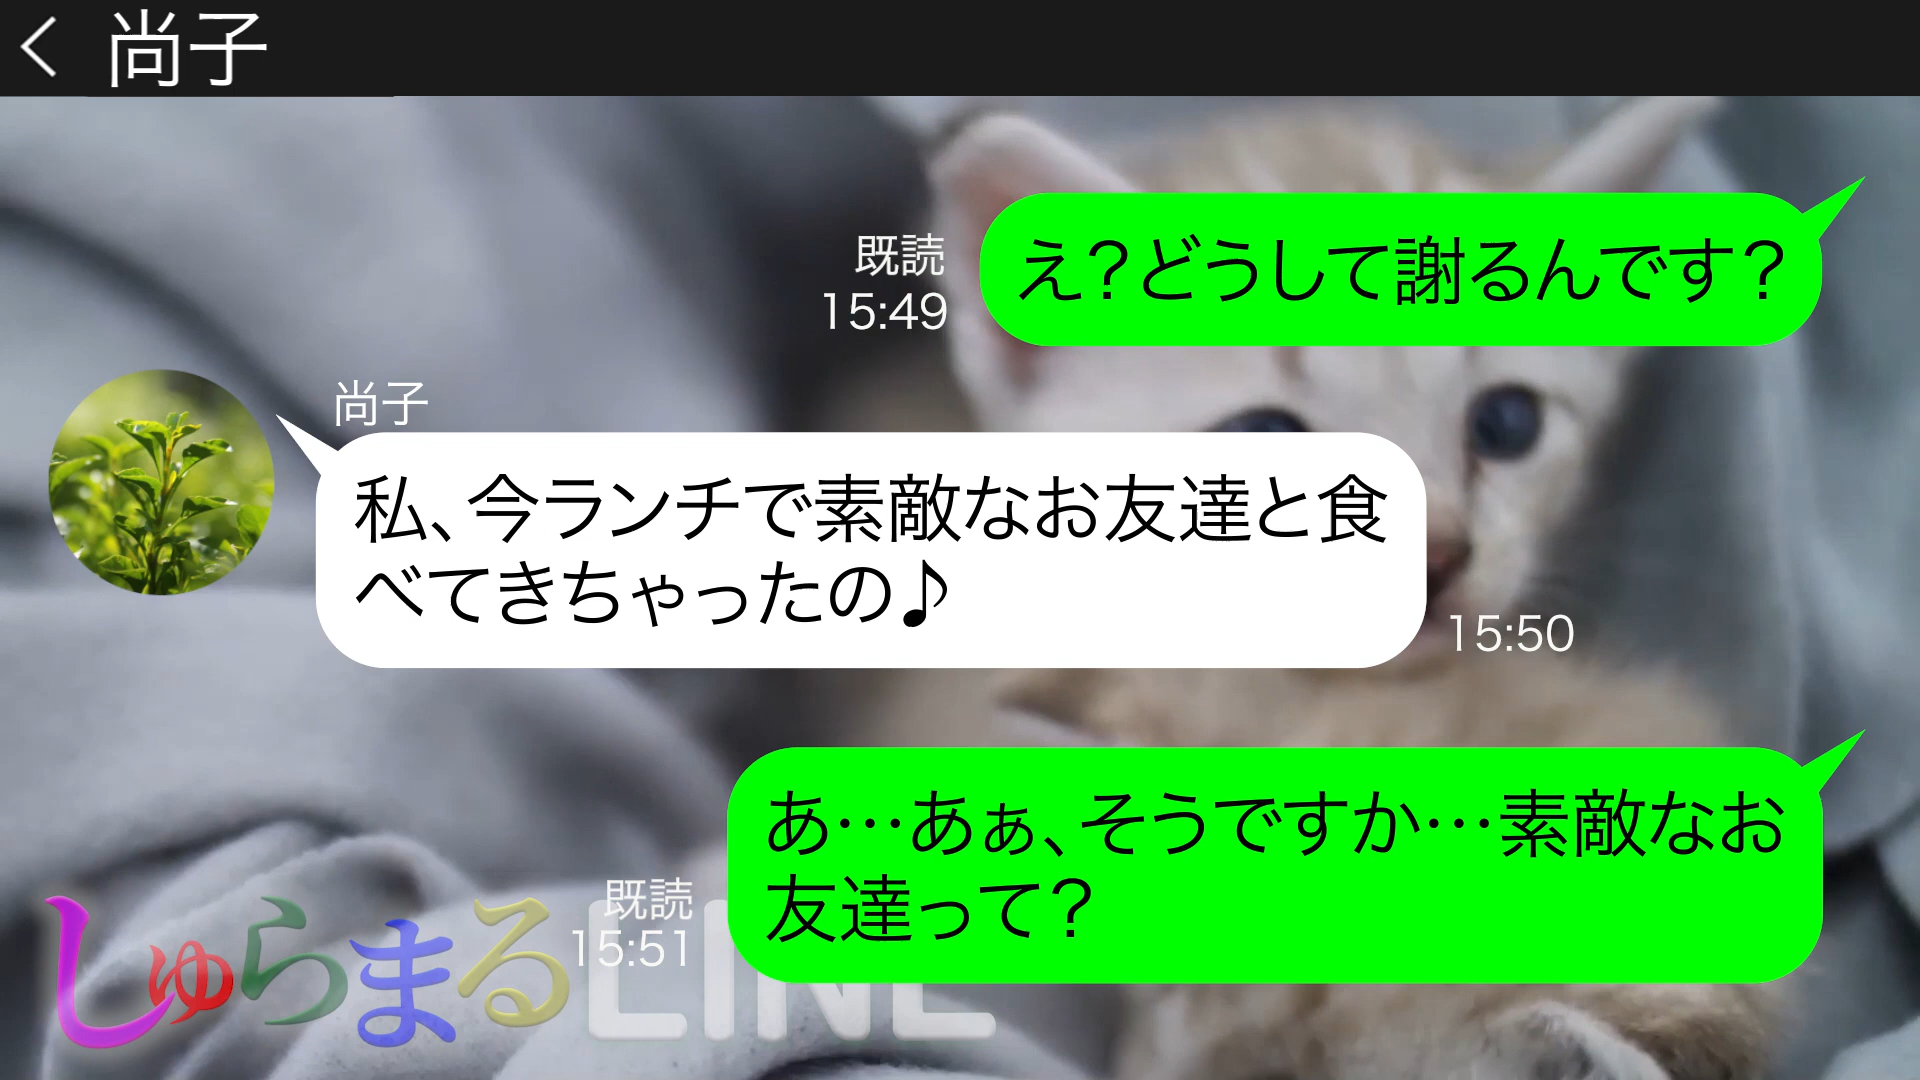 尚子
え？どうして謝るんです？
既読
15:49
尚子
私、今ランチで素敵なお友達と食
べてきちゃったの♪
15:50
あ…あぁ、そうですか…素敵なお
友達って？
既読
15:51
しゅらまるLINE